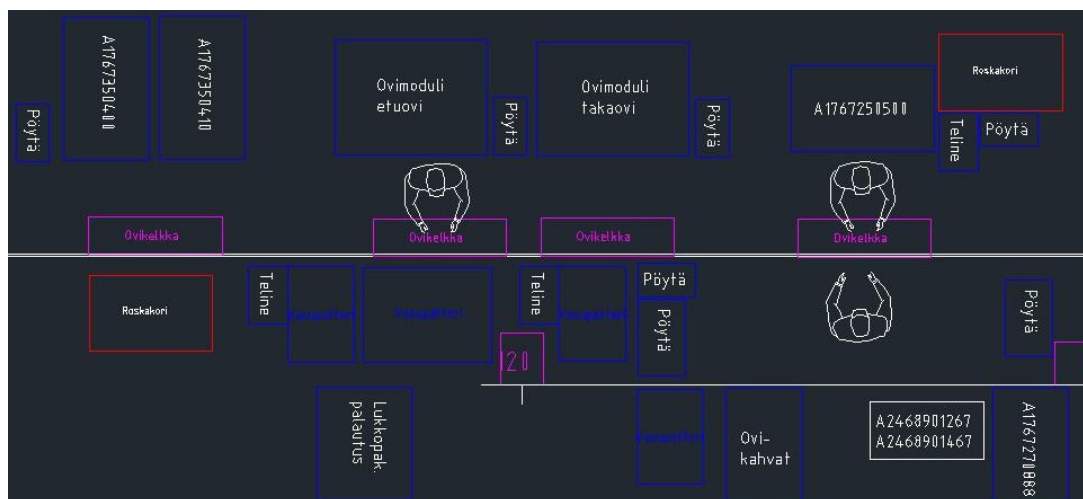 A1767350400
A1767350410
Pöytä
Ovimoduli
etuovi
Pöytä
Ovimoduli
takaovi
Pöytä
A1767250500
Roskakori
Teline
Pöytä
Ovikelkka
Ovikelkka
Ovikelkka
Ovikelkka
Roskakori
Teline
Teline
Pöytä
Pöytä
Pöytä
120
Lukkopak.
palautus
Ovi-
kahvat
A2468901267
A2468901467
A1767270888